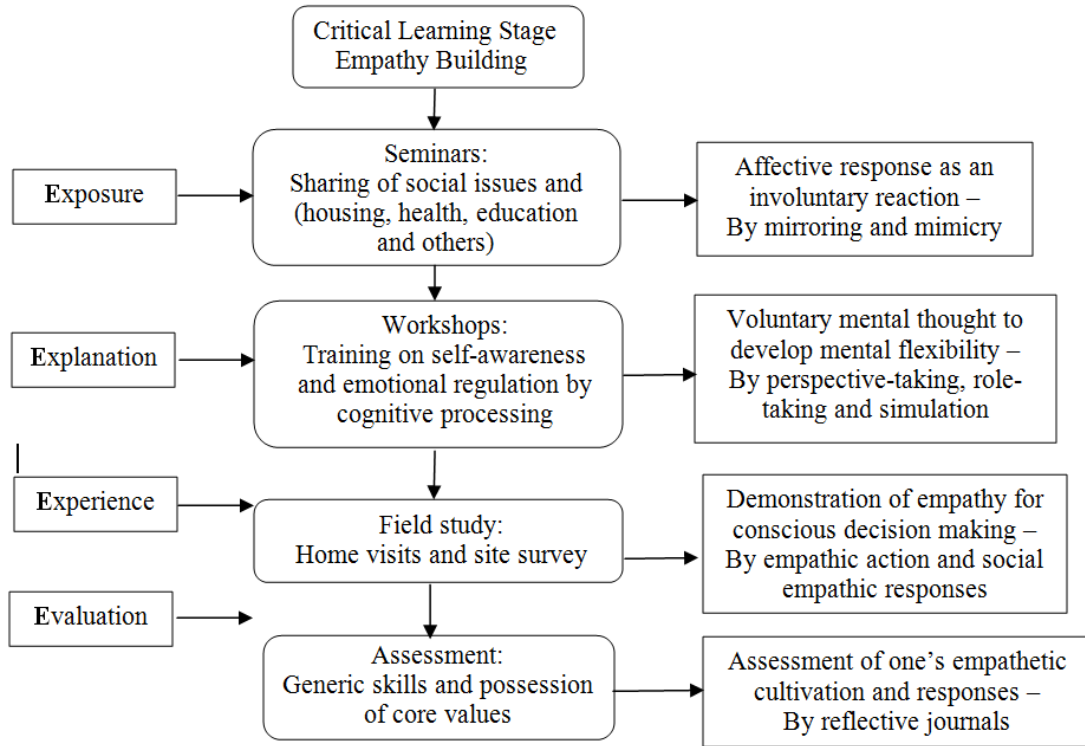 Critical Learning Stage
Empathy Building
Exposure
Seminars:
Sharing of social issues and
(housing, health, education
and others)
Affective response as an
involuntary reaction –
By mirroring and mimicry
Explanation
Workshops:
Training on self-awareness
and emotional regulation by
cognitive processing
Voluntary mental thought to
develop mental flexibility –
By perspective-taking, role-
taking and simulation
Experience
Field study:
Home visits and site survey
Demonstration of empathy for
conscious decision making –
By empathic action and social
empathic responses
Evaluation
Assessment:
Generic skills and possession
of core values
Assessment of one’s empathetic
cultivation and responses –
By reflective journals